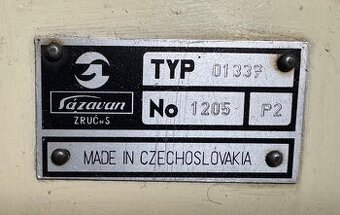 TYP 0133F
Sázavan
ZRUČ n S
No 1205 P2
MADE IN CZECHOSLOVAKIA